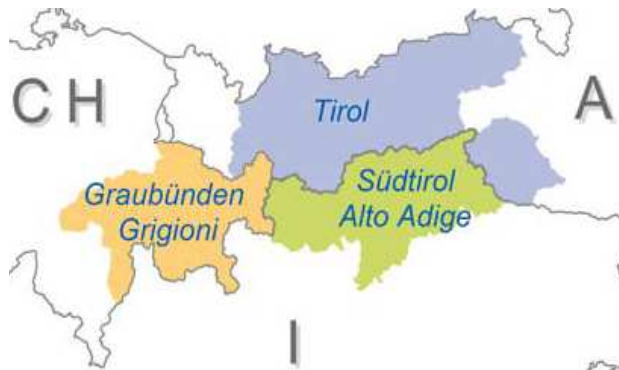 CH
A
Tirol
Graubünden
Grigioni
Südtirol
Alto Adige
I